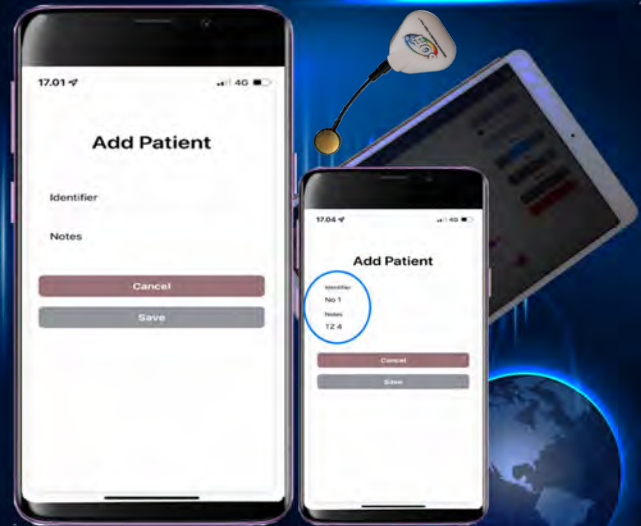 17.01
4G
Add Patient
Identifier
Notes
Cancel
Save
17.04
4G
Add Patient
Identifier
No 1
Notes
TZ 4
Cancel
Save